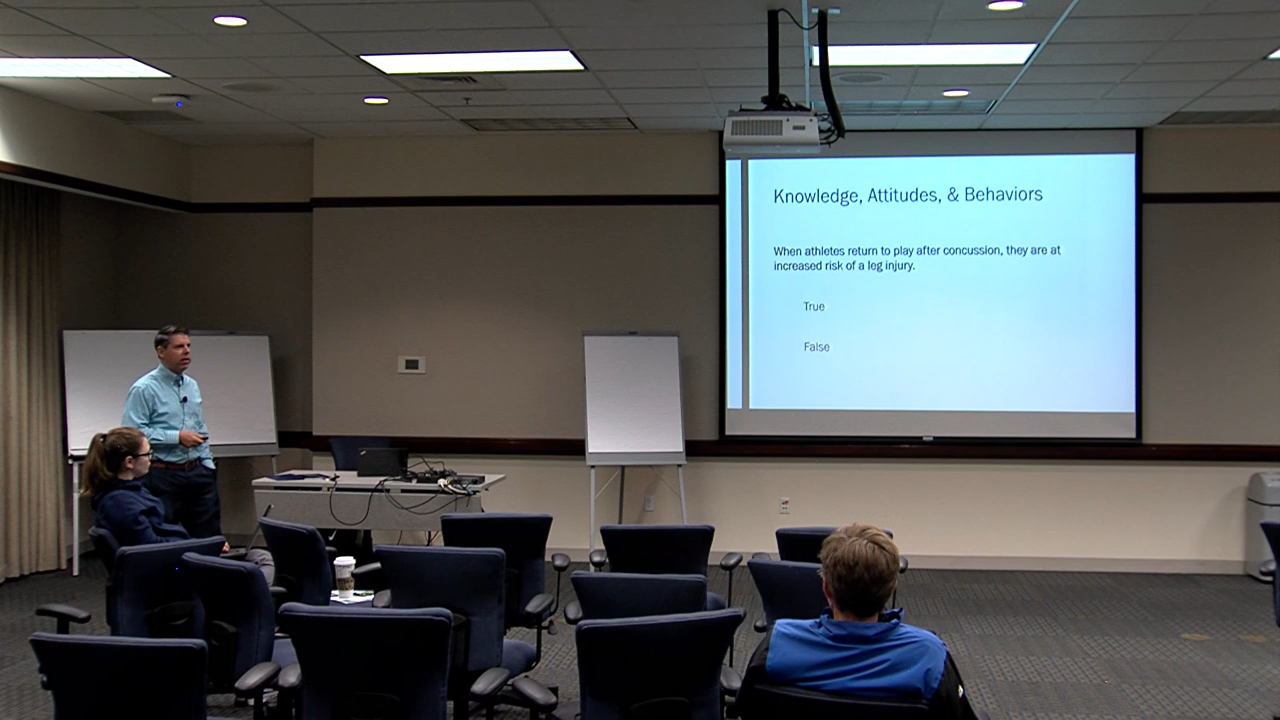 Knowledge, Attitudes, & Behaviors
When athletes return to play after concussion, they are at
increased risk of a leg injury.
True
False